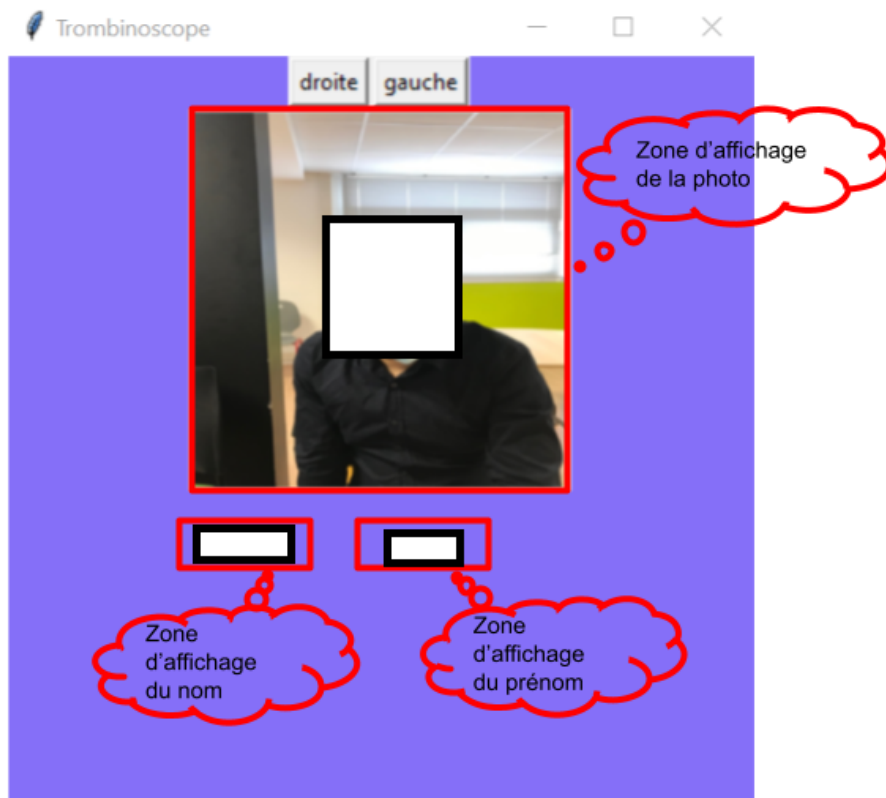 Trombinoscope
droite gauche
Zone d'affichage
de la photo
Zone
d'affichage
du nom
Zone
d'affichage
du prénom